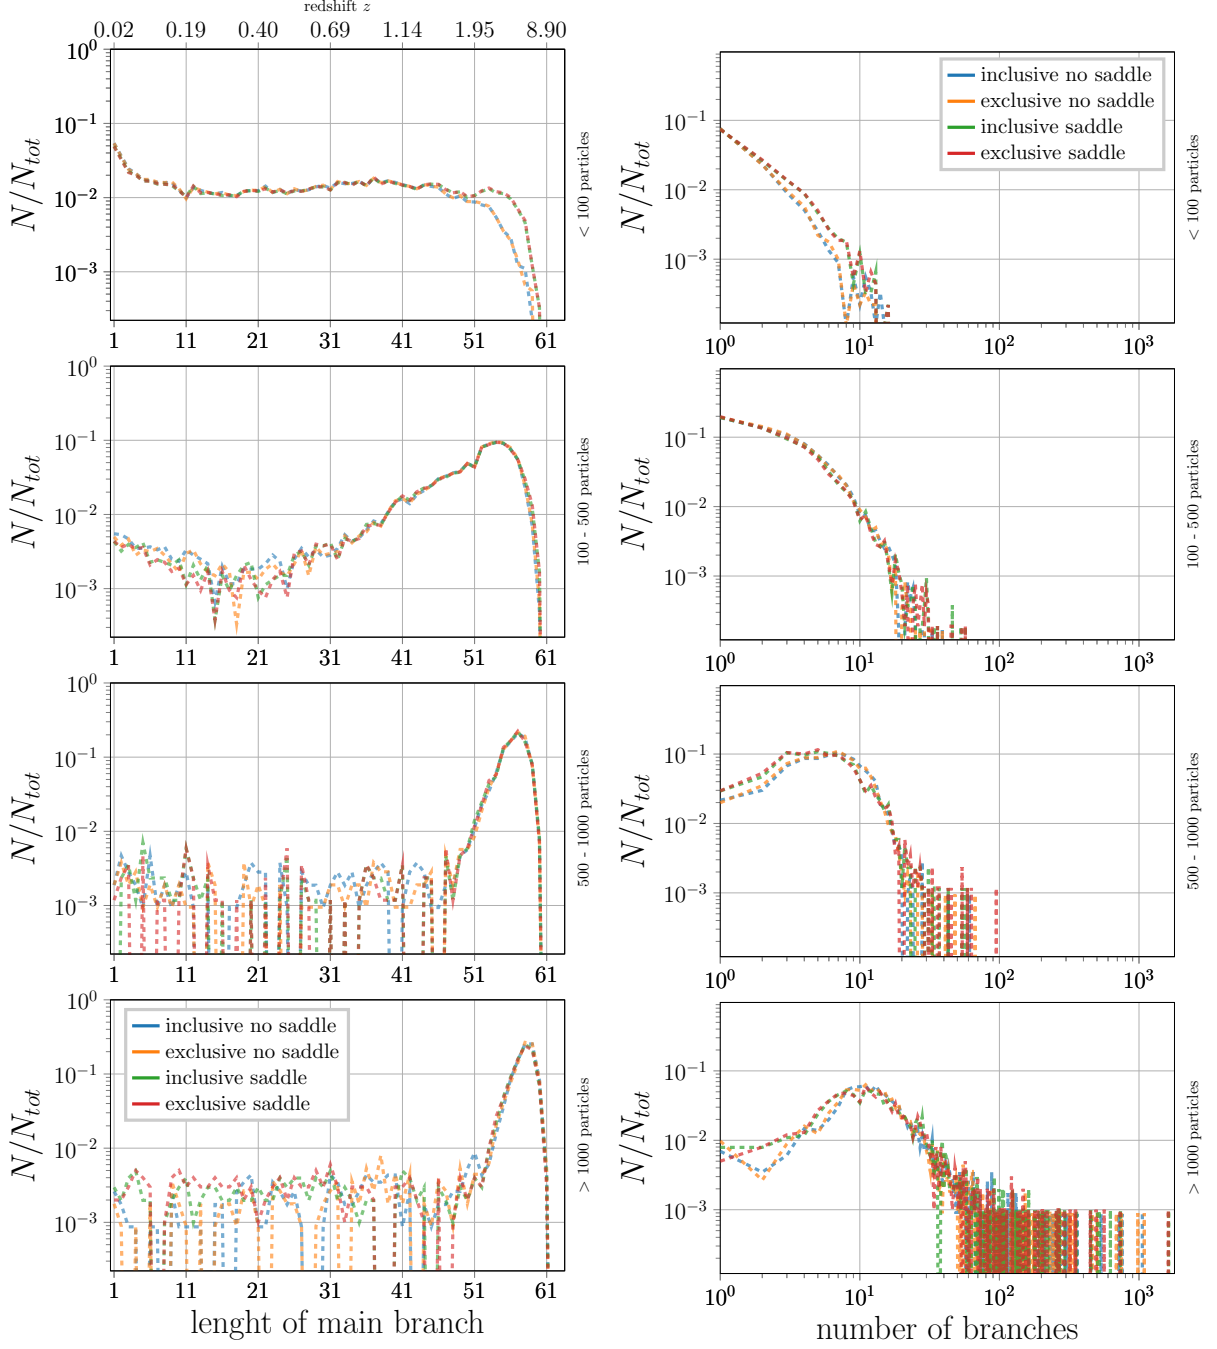 redshift z
0.02 0.19 0.40 0.69 1.14 1.95 8.90
10^0
10^-1
10^-2
10^-3
N/N_tot
< 100 particles
1 11 21 31 41 51 61
inclusive no saddle
exclusive no saddle
inclusive saddle
exclusive saddle
10^-1
10^-2
10^-3
N/N_tot
< 100 particles
10^0 10^1 10^2 10^3
10^0
10^-1
10^-2
10^-3
N/N_tot
100 - 500 particles
1 11 21 31 41 51 61
10^-1
10^-2
10^-3
N/N_tot
100 - 500 particles
10^0 10^1 10^2 10^3
10^0
10^-1
10^-2
10^-3
N/N_tot
500 - 1000 particles
1 11 21 31 41 51 61
10^-1
10^-2
10^-3
N/N_tot
500 - 1000 particles
10^0 10^1 10^2 10^3
10^0
10^-1
10^-2
10^-3
N/N_tot
inclusive no saddle
exclusive no saddle
inclusive saddle
exclusive saddle
> 1000 particles
1 11 21 31 41 51 61
lenght of main branch
10^-1
10^-2
10^-3
N/N_tot
> 1000 particles
10^0 10^1 10^2 10^3
number of branches